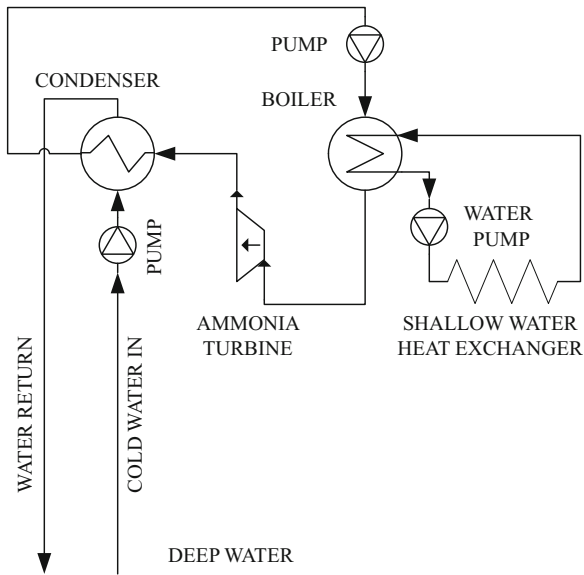 PUMP
CONDENSER
BOILER
PUMP
WATER
PUMP
AMMONIA
TURBINE
SHALLOW WATER
HEAT EXCHANGER
WATER RETURN
COLD WATER IN
DEEP WATER